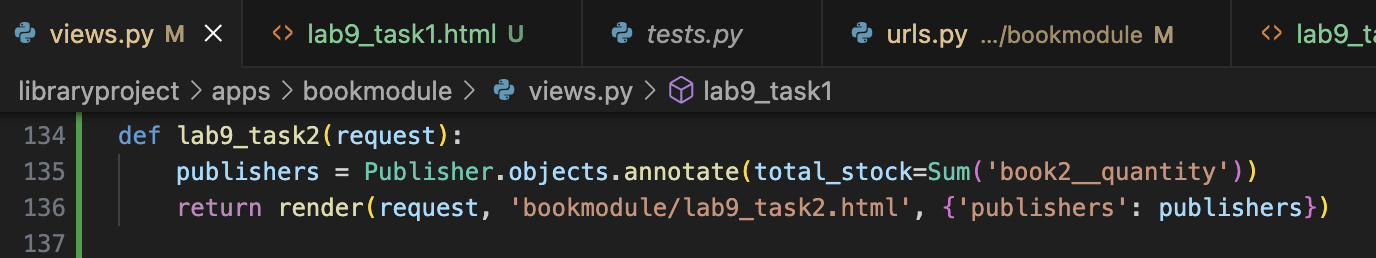 views.py M × <> lab9_task1.html U tests.py urls.py .../bookmodule M <> lab9_ta
libraryproject > apps > bookmodule > views.py > lab9_task1
134 def lab9_task2(request):
135     publishers = Publisher.objects.annotate(total_stock=Sum('book2__quantity'))
136     return render(request, 'bookmodule/lab9_task2.html', {'publishers': publishers})
137